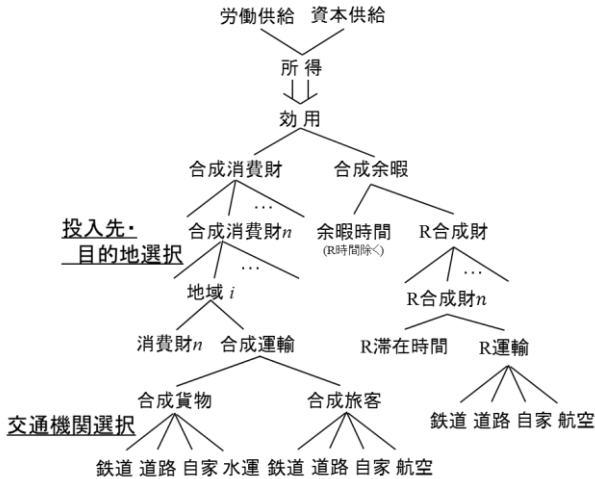 労働供給 資本供給
所 得
効 用
合成消費財 合成余暇
…
投入先・
目的地選択
合成消費財n 余暇時間 R合成財
(R時間除く)
… …
地域 i R合成財n
消費財n 合成運輸 R滞在時間 R運輸
合成貨物 合成旅客
交通機関選択
鉄道 道路 自家 航空
鉄道 道路 自家 水運 鉄道 道路 自家 航空